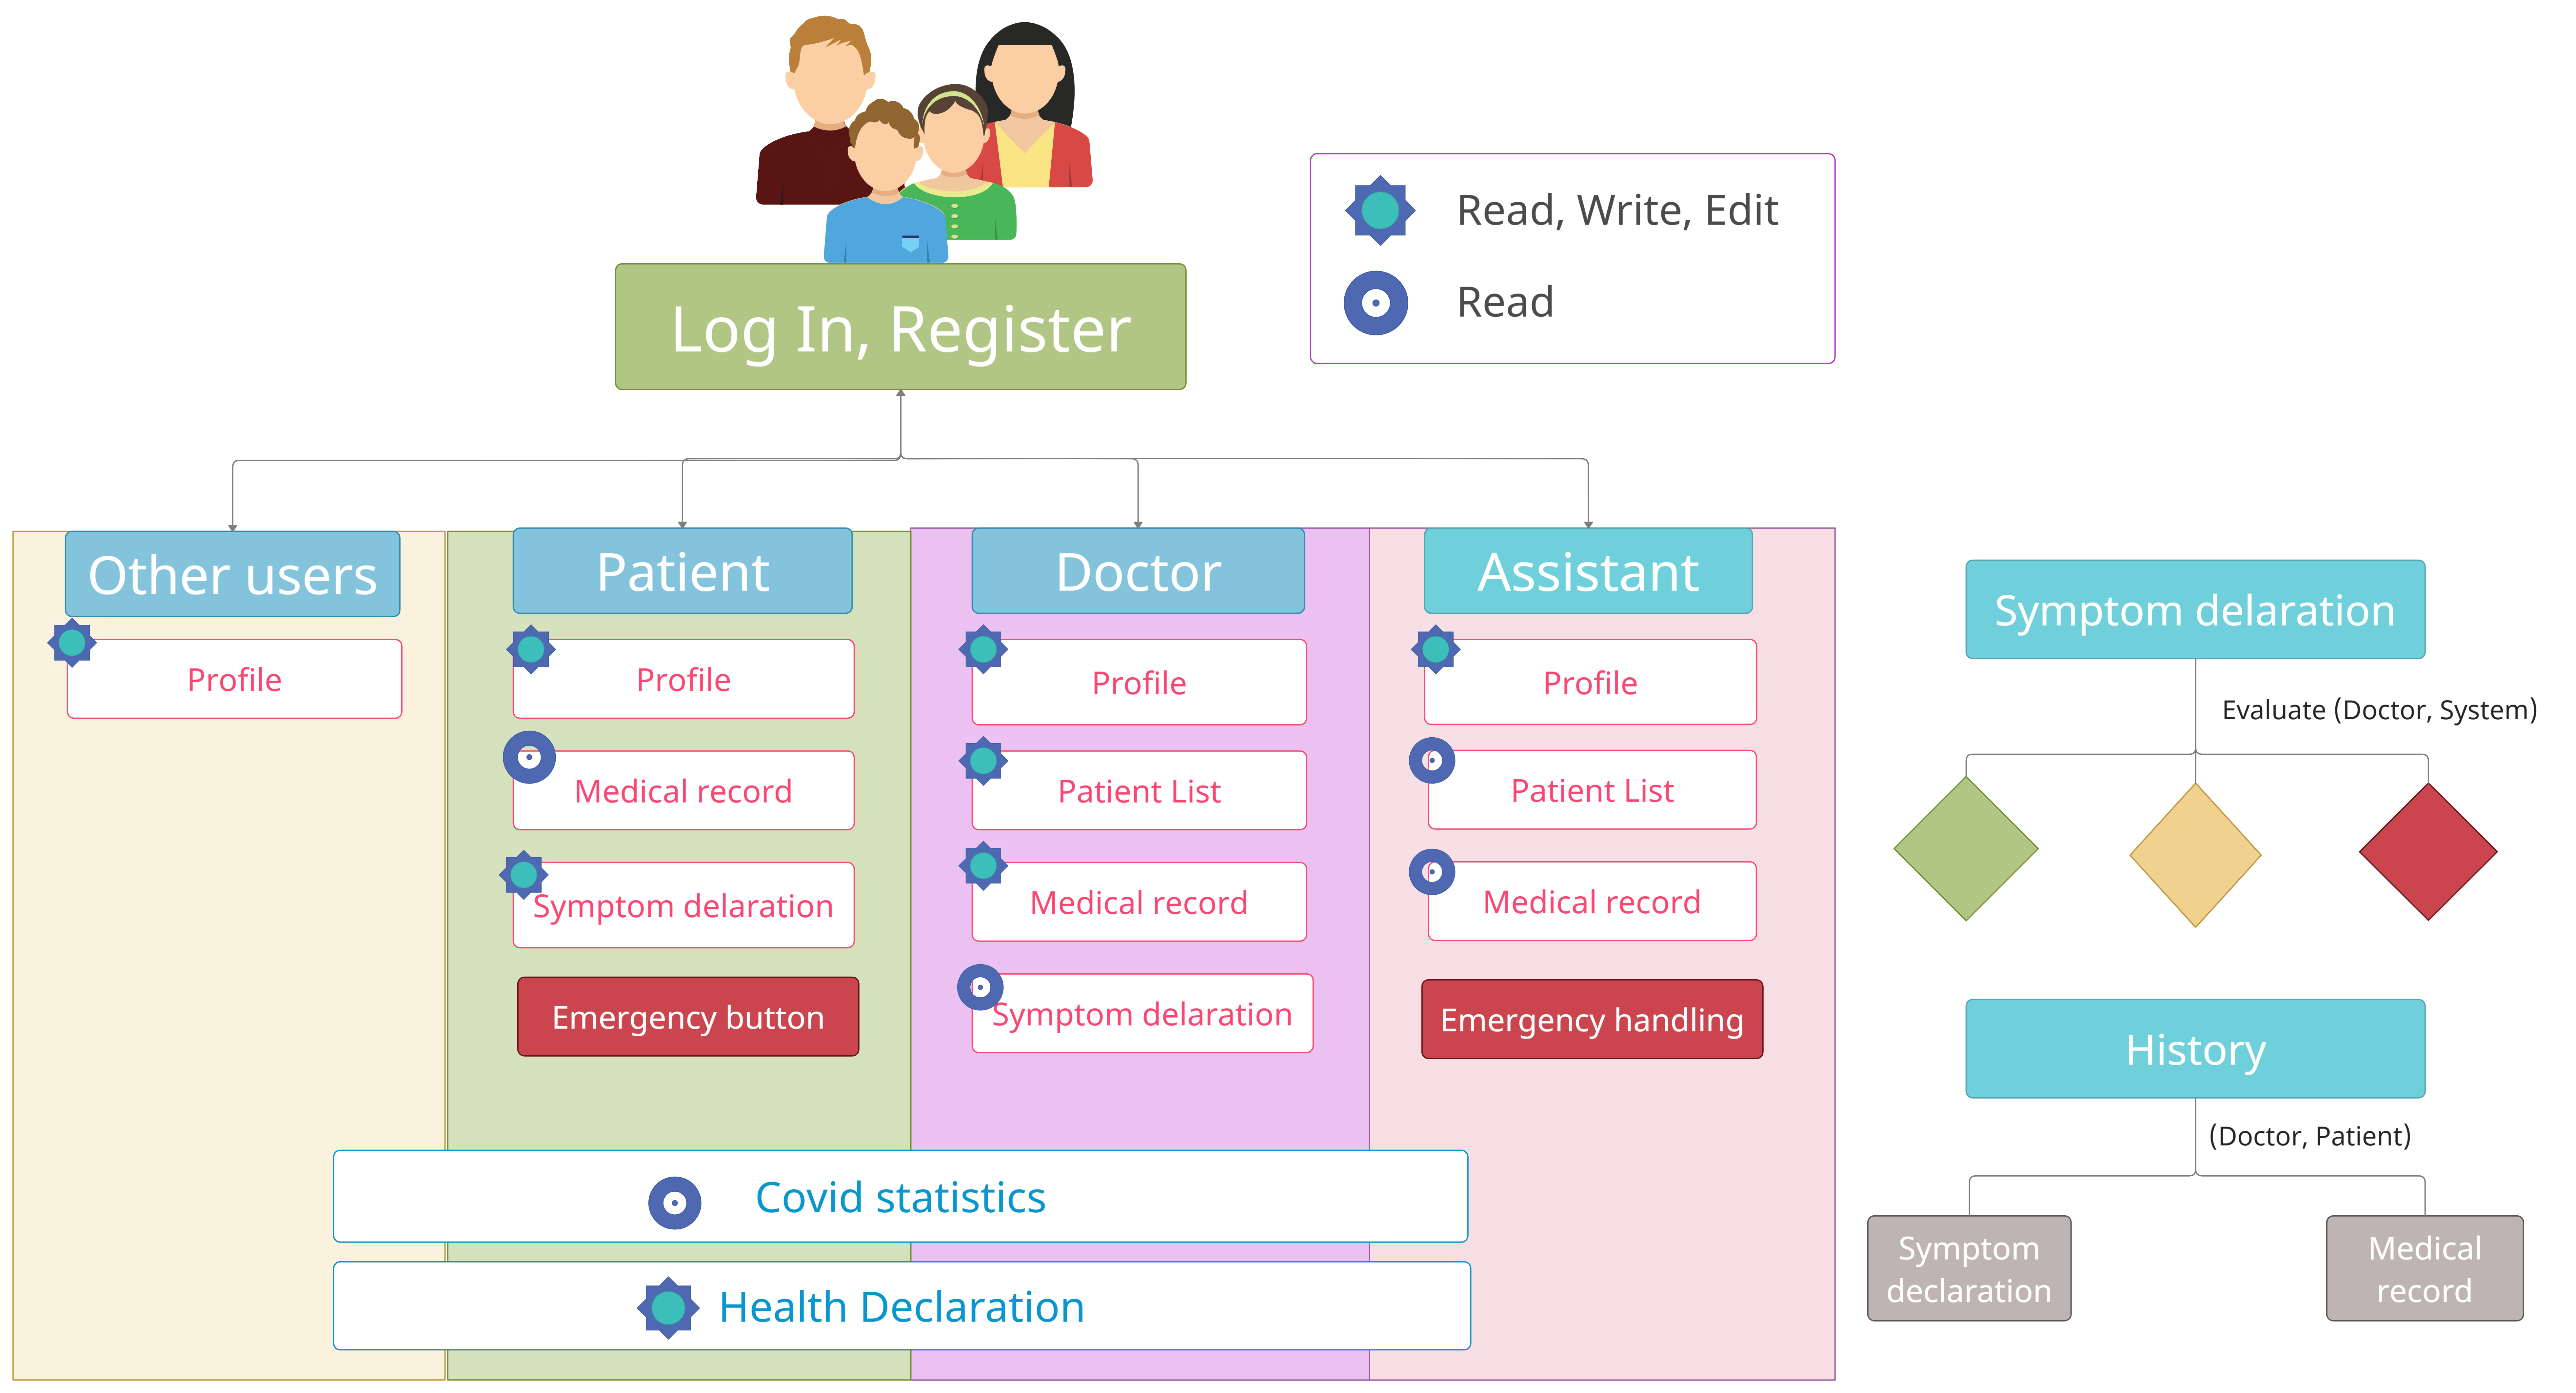 Read, Write, Edit
Read
Log In, Register
Other users
Profile
Patient
Profile
Medical record
Symptom delaration
Emergency button
Doctor
Profile
Patient List
Medical record
Symptom delaration
Assistant
Profile
Patient List
Medical record
Emergency handling
Covid statistics
Health Declaration
Symptom delaration
Evaluate (Doctor, System)
History
(Doctor, Patient)
Symptom
declaration
Medical
record